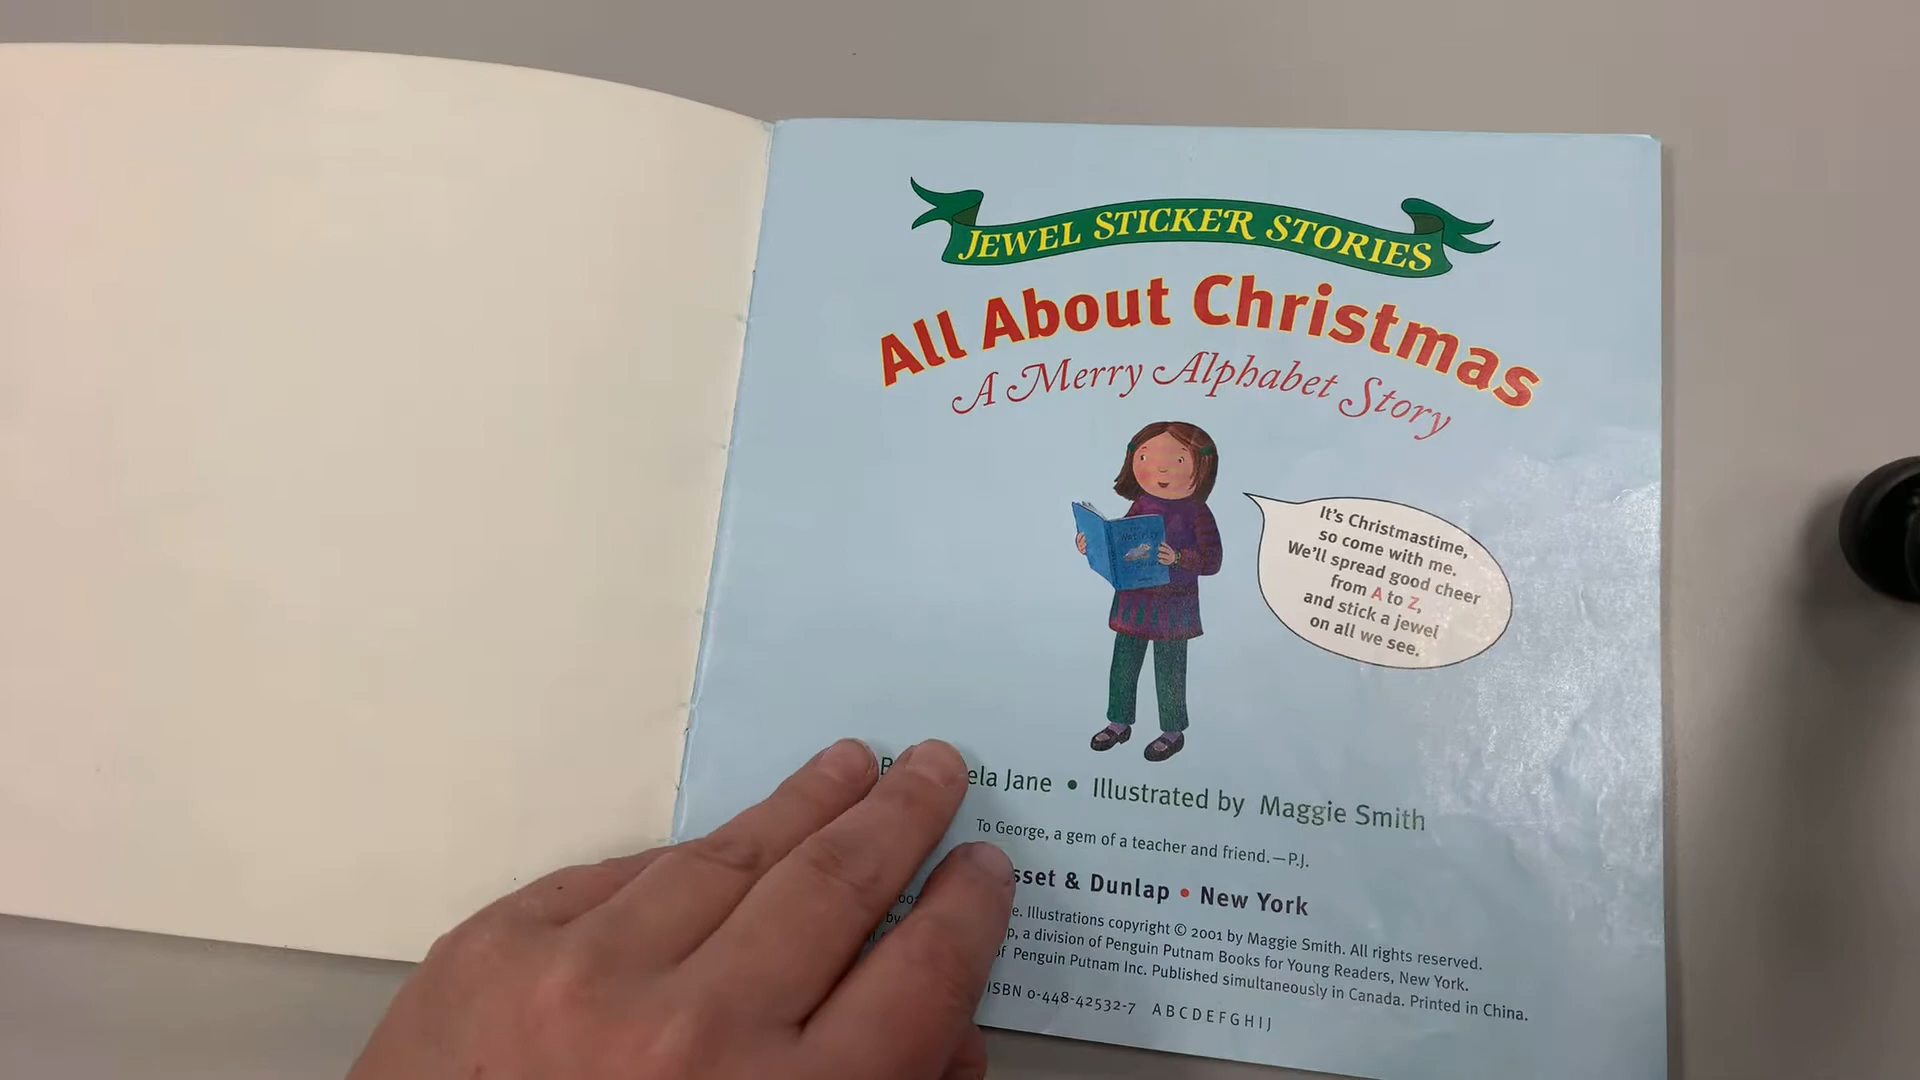 JEWEL STICKER STORIES
All About Christmas
A Merry Alphabet Story
It's Christmastime,
so come with me.
We'll spread good cheer
from A to Z,
and stick a jewel
on all we see.
ela Jane • Illustrated by Maggie Smith
To George, a gem of a teacher and friend.—P.J.
sset & Dunlap • New York
e. Illustrations copyright © 2001 by Maggie Smith. All rights reserved.
by p, a division of Penguin Putnam Books for Young Readers, New York.
of Penguin Putnam Inc. Published simultaneously in Canada. Printed in China.
ISBN 0-448-42532-7 A B C D E F G H I J